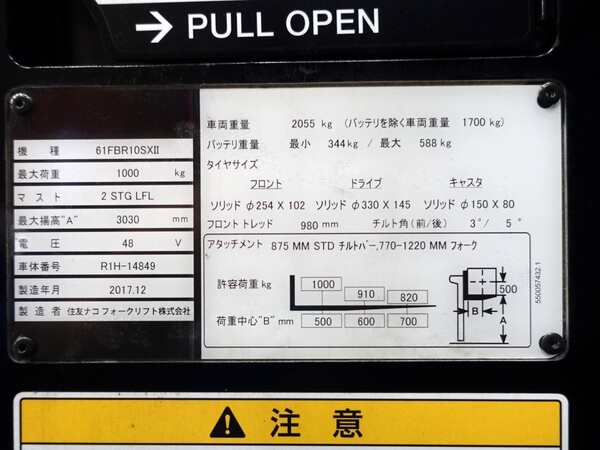 → PULL OPEN
機種 61FBR10SXII
最大荷重 1000 kg
マスト 2 STG LFL
最大揚高"A" 3030 mm
電圧 48 V
車体番号 R1H-14849
製造年月 2017.12
製造者 住友ナコフォークリフト株式会社
車両重量 2055 kg (バッテリを除く車両重量 1700 kg)
バッテリ重量 最小 344kg / 最大 588 kg
タイヤサイズ
フロント ドライブ キャスタ
ソリッド φ254 X 102 ソリッド φ330 X 145 ソリッド φ150 X 80
フロント トレッド 980 mm チルト角(前/後) 3°/ 5°
アタッチメント 875 MM STD チルトバー,770-1220 MM フォーク
許容荷重 kg 1000 910 820
荷重中心"B" mm 500 600 700
500
B A
550057432.1
注意